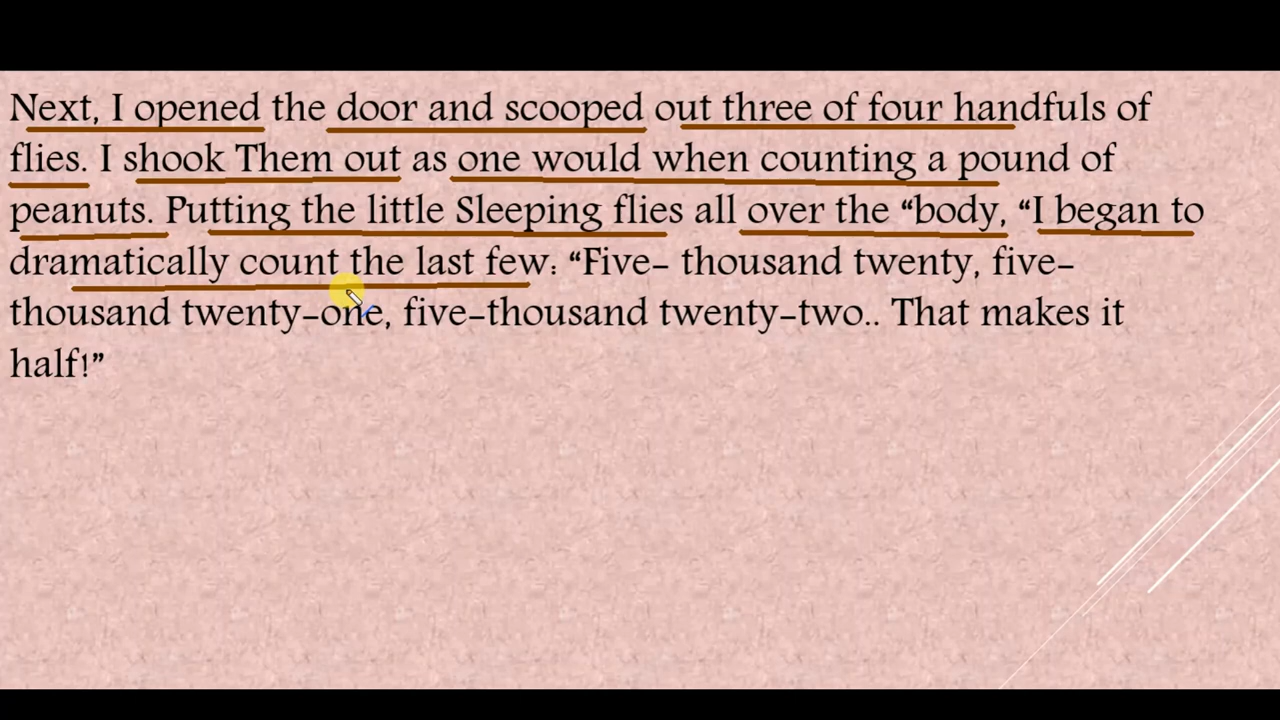 Next, I opened the door and scooped out three of four handfuls of
flies. I shook Them out as one would when counting a pound of
peanuts. Putting the little Sleeping flies all over the “body, “I began to
dramatically count the last few: “Five- thousand twenty, five-
thousand twenty-one, five-thousand twenty-two.. That makes it
half!”